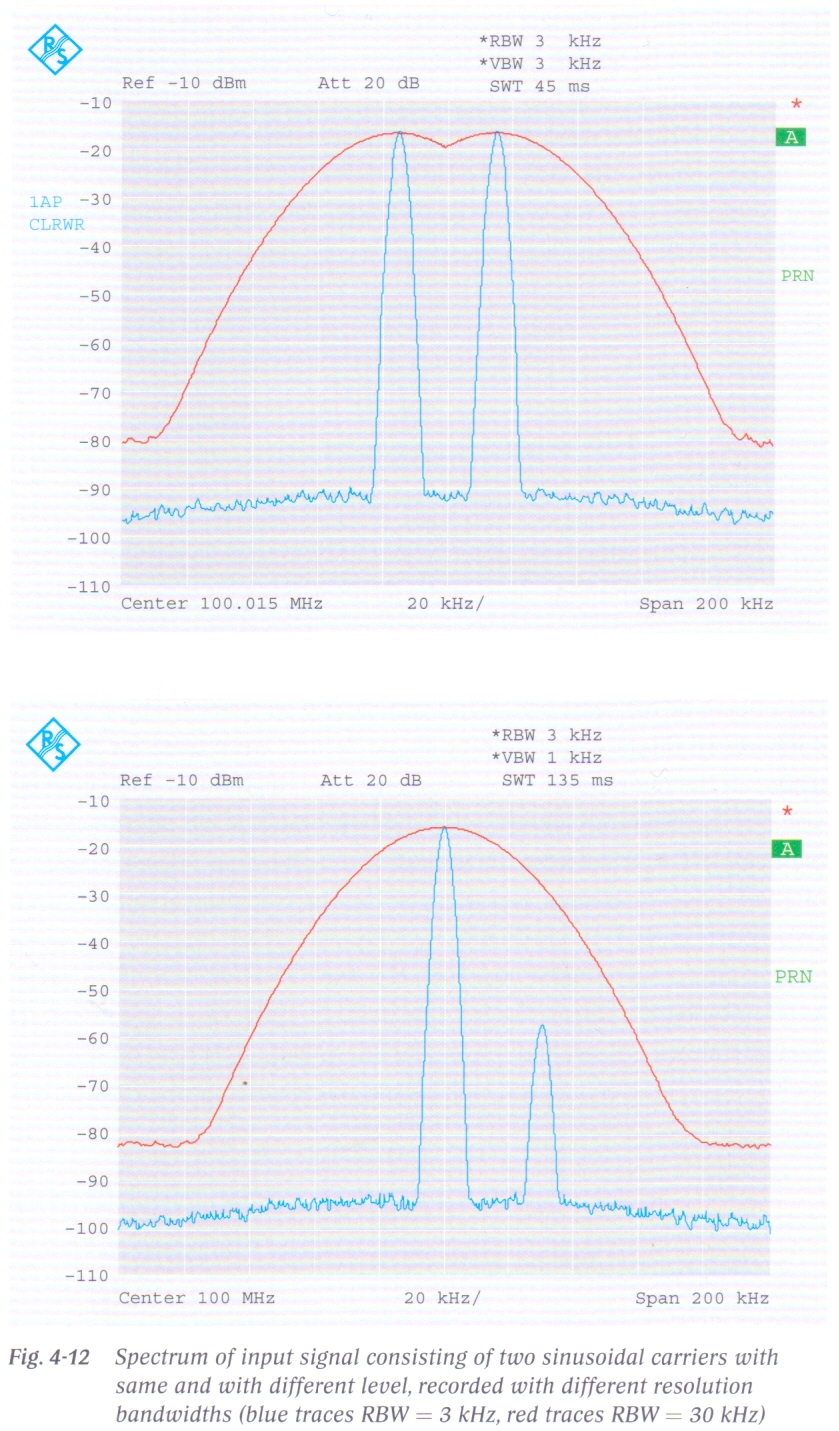 R S
*RBW 3 kHz
*VBW 3 kHz
Ref -10 dBm Att 20 dB SWT 45 ms
-10
*
A
-20
-30
1AP
CLRWR
-40
PRN
-50
-60
-70
-80
-90
-100
-110
Center 100.015 MHz 20 kHz/ Span 200 kHz
R S
*RBW 3 kHz
*VBW 1 kHz
Ref -10 dBm Att 20 dB SWT 135 ms
-10
*
A
-20
-30
-40
PRN
-50
-60
-70
-80
-90
-100
-110
Center 100 MHz 20 kHz/ Span 200 kHz
Fig. 4-12 Spectrum of input signal consisting of two sinusoidal carriers with
same and with different level, recorded with different resolution
bandwidths (blue traces RBW = 3 kHz, red traces RBW = 30 kHz)